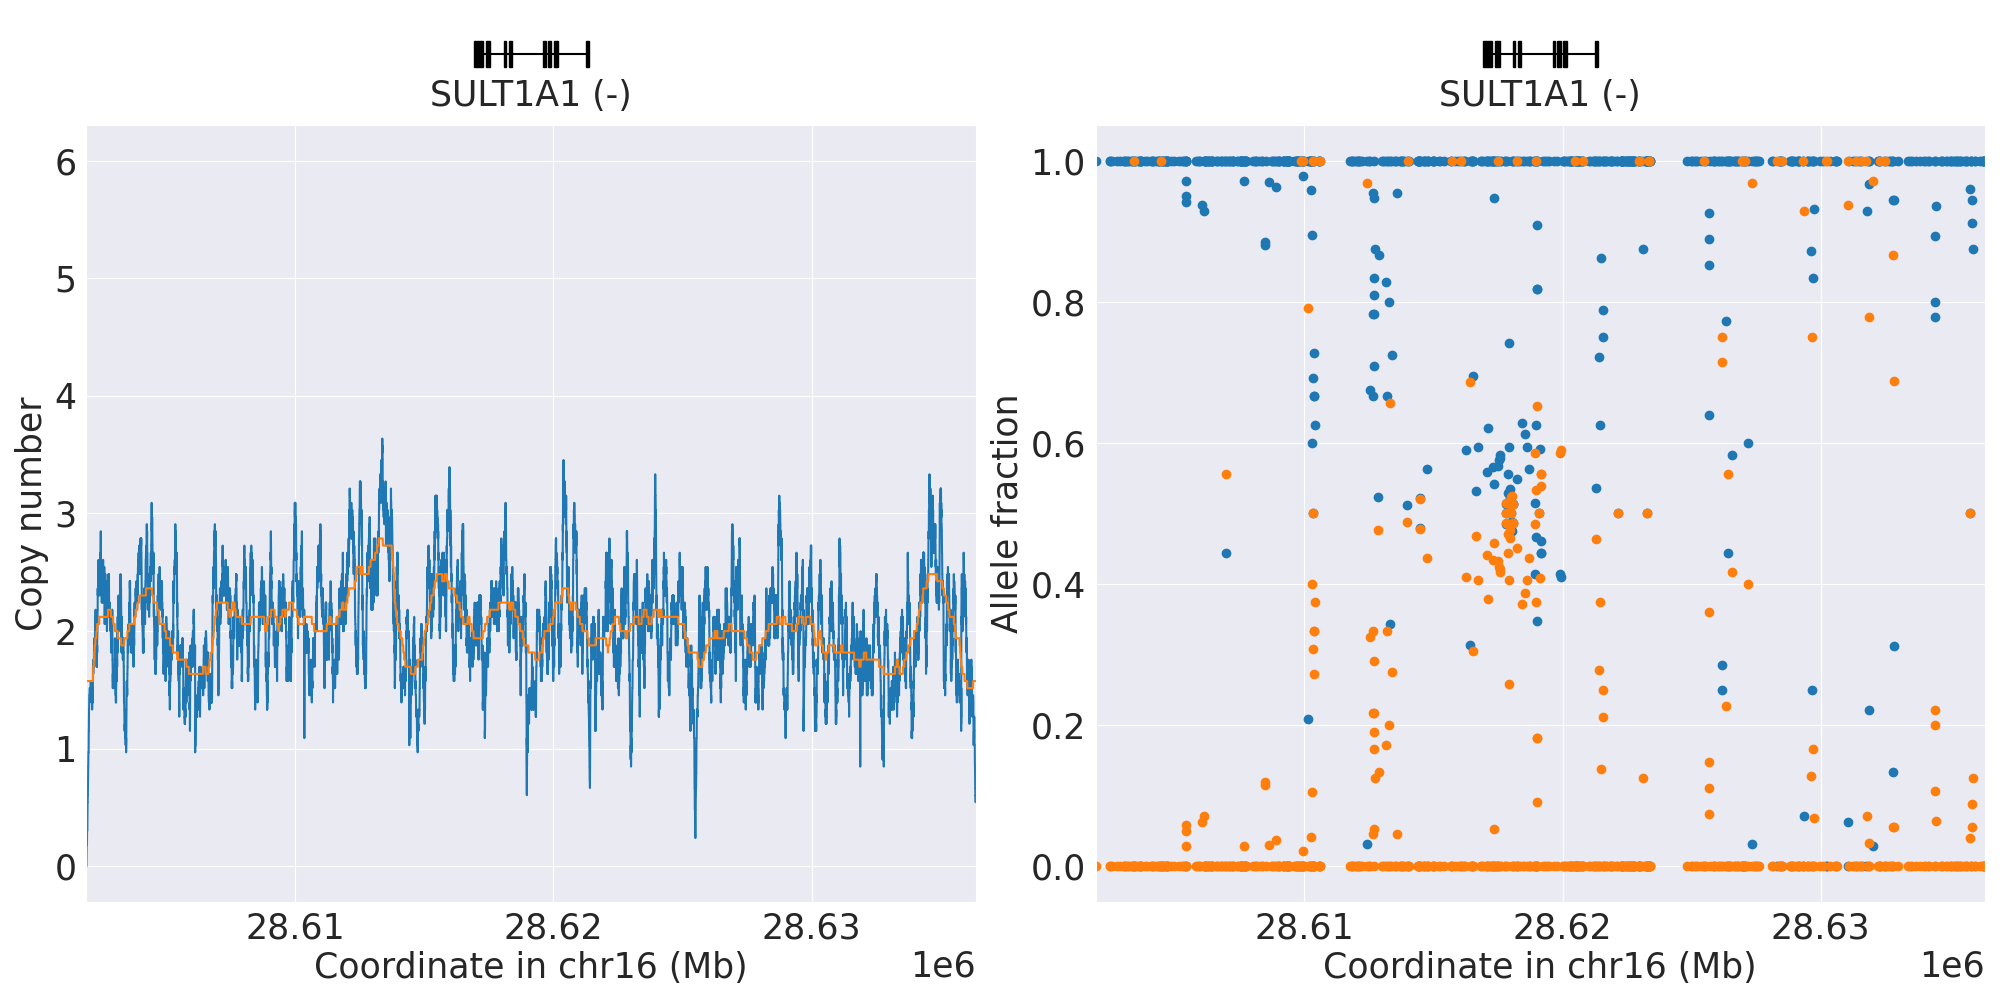 SULT1A1 (-)
SULT1A1 (-)
Copy number
6
5
4
3
2
1
0
28.61
28.62
28.63
Coordinate in chr16 (Mb)
1e6
Allele fraction
1.0
0.8
0.6
0.4
0.2
0.0
28.61
28.62
28.63
Coordinate in chr16 (Mb)
1e6